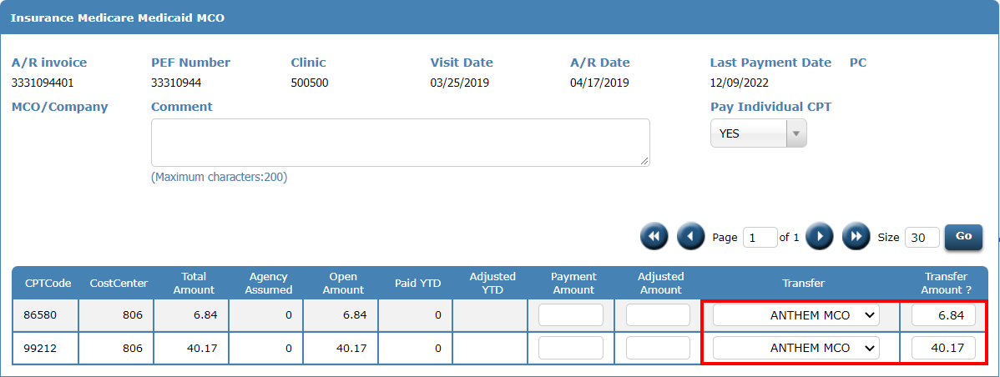 Insurance Medicare Medicaid MCO
A/R invoice PEF Number Clinic Visit Date A/R Date Last Payment Date PC
3331094401 33310944 500500 03/25/2019 04/17/2019 12/09/2022
MCO/Company Comment Pay Individual CPT
YES
(Maximum characters:200)
Page 1 of 1 Size 30 Go
CPTCode CostCenter Total Amount Agency Assumed Open Amount Paid YTD Adjusted YTD Payment Amount Adjusted Amount Transfer Transfer Amount ?
86580 806 6.84 0 6.84 0 ANTHEM MCO 6.84
99212 806 40.17 0 40.17 0 ANTHEM MCO 40.17